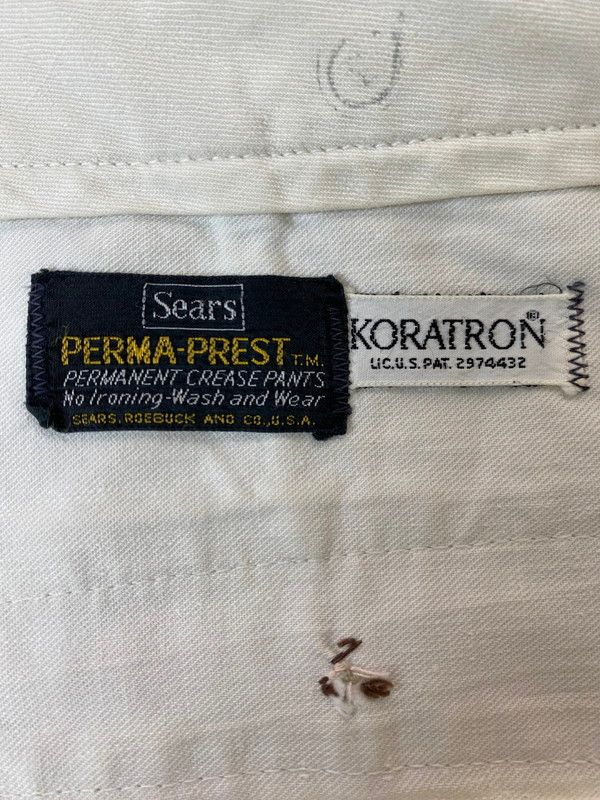 Sears
PERMA-PREST T.M.
PERMANENT CREASE PANTS
No Ironing-Wash and Wear
SEARS, ROEBUCK AND CO., U.S.A.
KORATRON®
LIC. U.S. PAT. 2974432